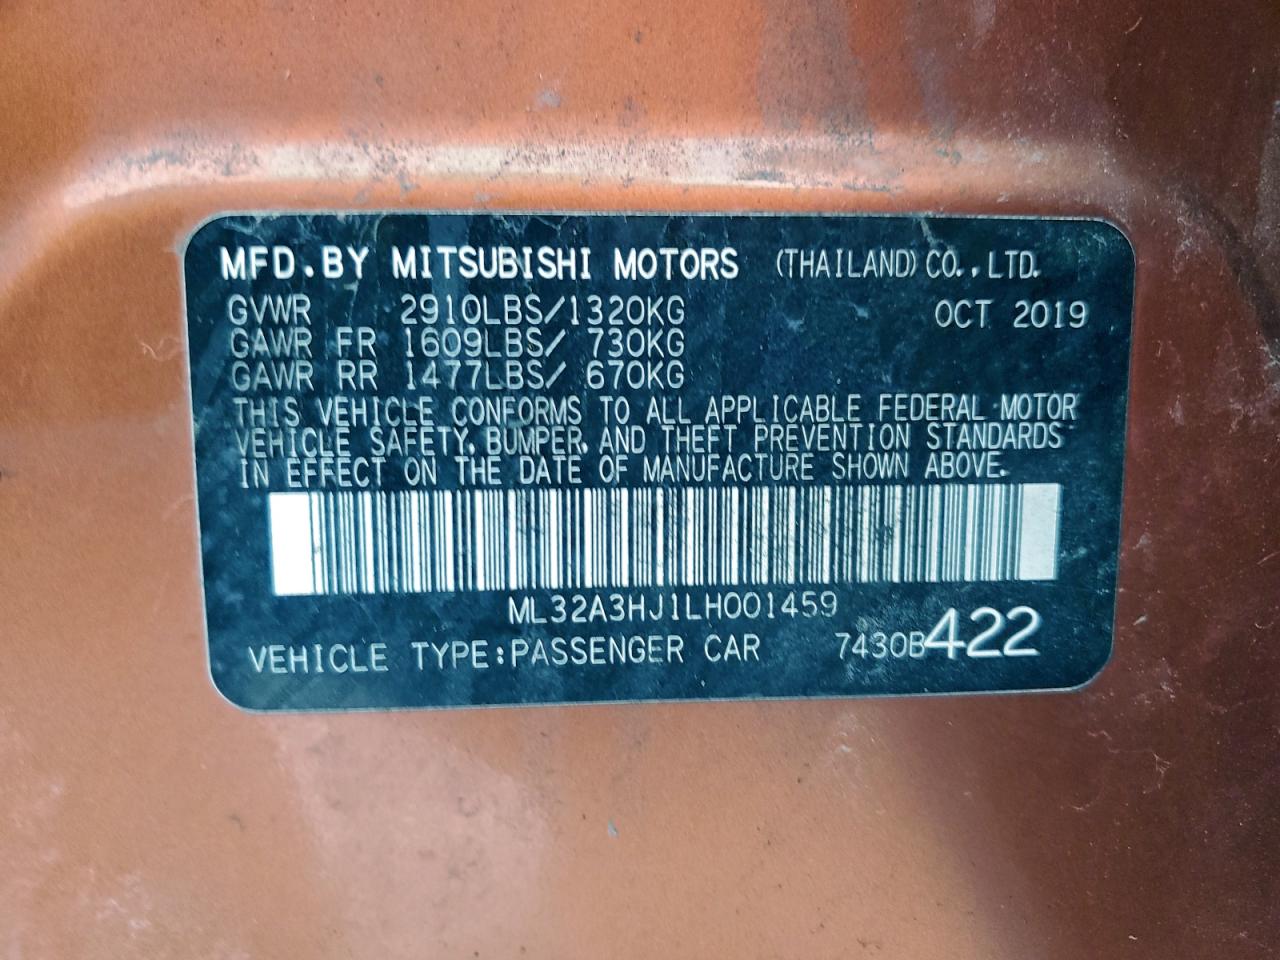 MFD.BY MITSUBISHI MOTORS (THAILAND) CO., LTD.
GVWR 2910LBS/1320KG OCT 2019
GAWR FR 1609LBS/ 730KG
GAWR RR 1477LBS/ 670KG
THIS VEHICLE CONFORMS TO ALL APPLICABLE FEDERAL MOTOR
VEHICLE SAFETY, BUMPER, AND THEFT PREVENTION STANDARDS
IN EFFECT ON THE DATE OF MANUFACTURE SHOWN ABOVE.
ML32A3HJ1LH001459
VEHICLE TYPE:PASSENGER CAR 7430B422